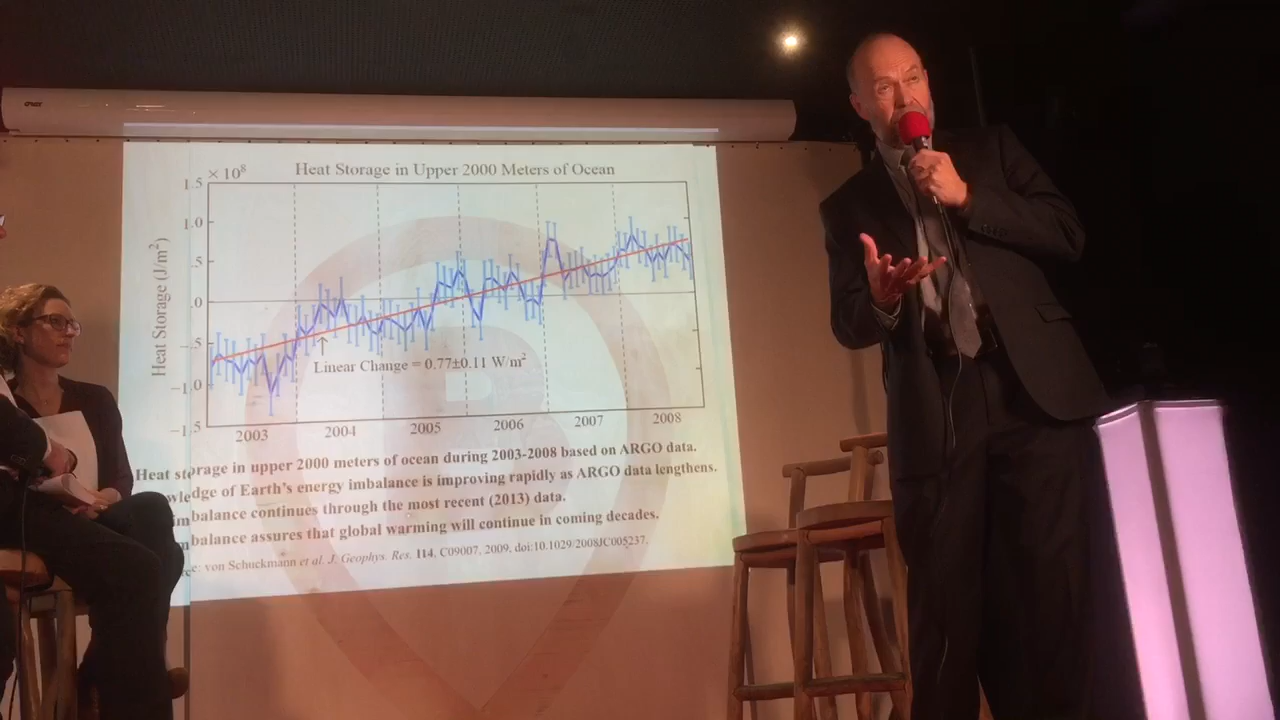 × 10⁸
Heat Storage in Upper 2000 Meters of Ocean
1.5
1.0
.5
.0
-.5
-1.0
-1.5
Heat Storage (J/m²)
Linear Change = 0.77±0.11 W/m²
2003 2004 2005 2006 2007 2008
Heat storage in upper 2000 meters of ocean during 2003-2008 based on ARGO data.
wledge of Earth's energy imbalance is improving rapidly as ARGO data lengthens.
imbalance continues through the most recent (2013) data.
mbalance assures that global warming will continue in coming decades.
ce: von Schuckmann et al. J. Geophys. Res. 114, C09007, 2009, doi:10.1029/2008JC005237.
B